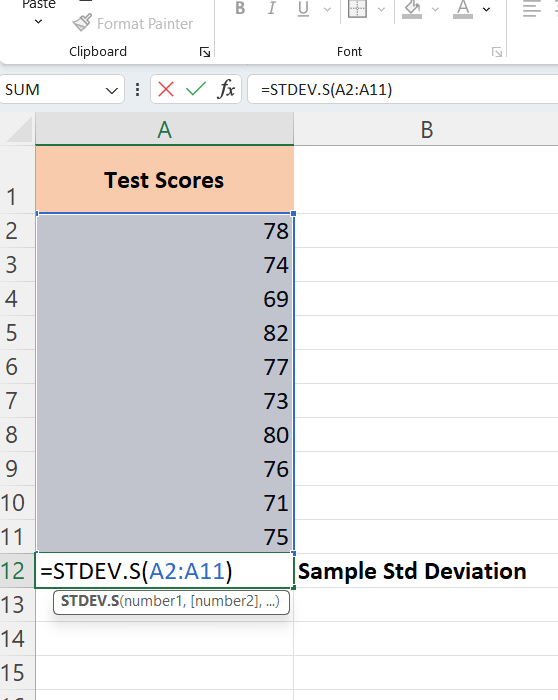 Paste
Format Painter
B I U A
Clipboard
Font
SUM
fx
=STDEV.S(A2:A11)
A B
1 Test Scores
2 78
3 74
4 69
5 82
6 77
7 73
8 80
9 76
10 71
11 75
12 =STDEV.S(A2:A11) Sample Std Deviation
13 STDEV.S(number1, [number2], ...)
14
15